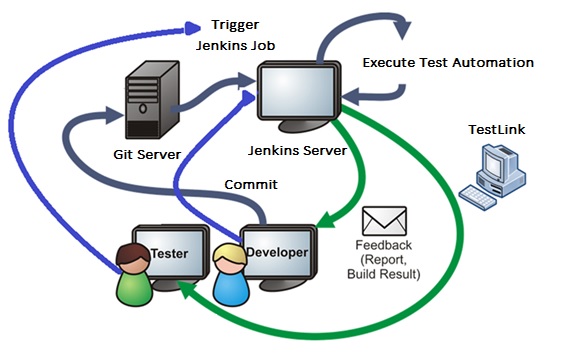 Trigger
Jenkins Job
Execute Test Automation
Git Server
Jenkins Server
TestLink
Commit
Tester
Developer
Feedback
(Report,
Build Result)